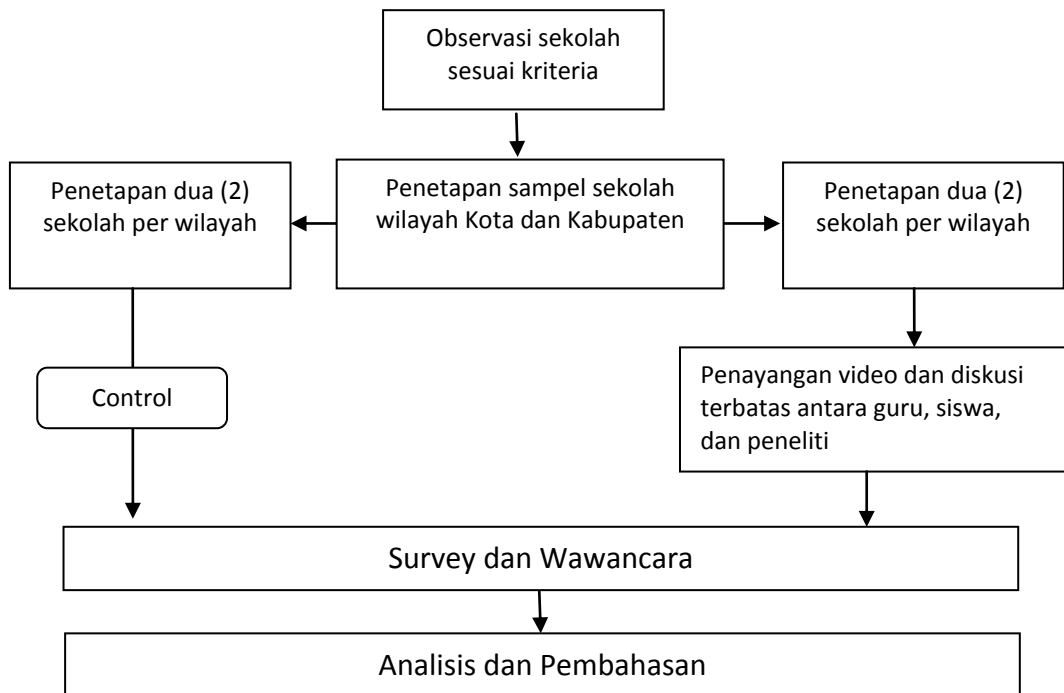 Observasi sekolah
sesuai kriteria
Penetapan dua (2)
sekolah per wilayah
Penetapan sampel sekolah
wilayah Kota dan Kabupaten
Penetapan dua (2)
sekolah per wilayah
Control
Penayangan video dan diskusi
terbatas antara guru, siswa,
dan peneliti
Survey dan Wawancara
Analisis dan Pembahasan